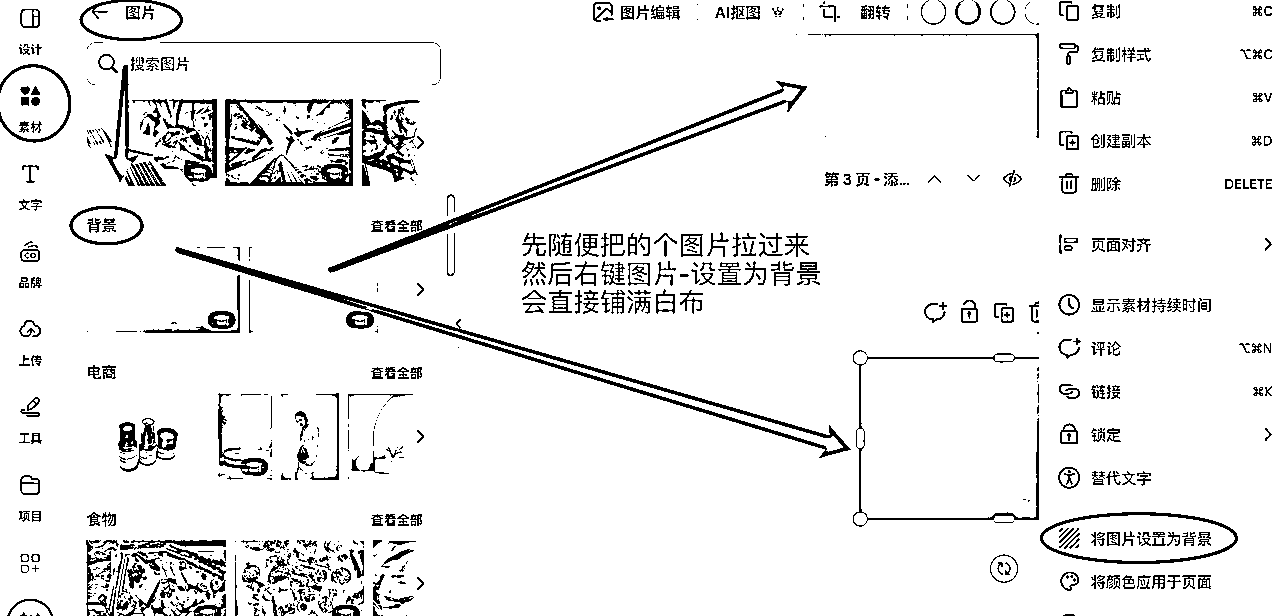 图片
图片编辑
AI抠图
翻转
设计
搜索图片
素材
文字
背景
查看全部
品牌
上传
电商
查看全部
工具
项目
食物
查看全部
第 3 页 - 添...
先随便把的个图片拉过来
然后右键图片-设置为背景
会直接铺满白布
复制 ⌘C
复制样式 ⌥⌘C
粘贴 ⌘V
创建副本 ⌘D
删除 DELETE
页面对齐
显示素材持续时间
评论 ⌥⌘N
链接 ⌘K
锁定
替代文字
将图片设置为背景
将颜色应用于页面